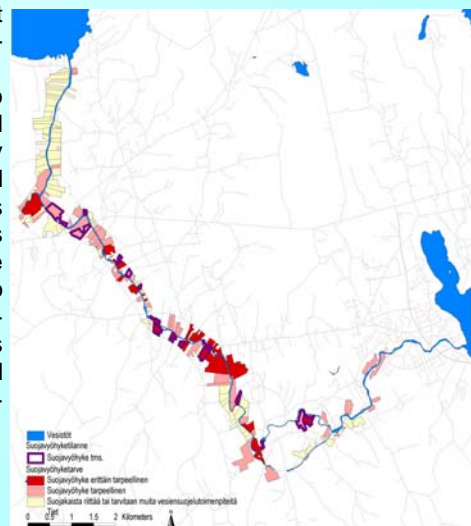 Vesistöt
Suojavyöhyketilanne
Suojavyöhyke tms.
Suojavyöhyketarve
Suojavyöhyke erittäin tarpeellinen
Suojavyöhyke tarpeellinen
Suojakaista riittää tai tarvitaan muita vesiensuojelutoimenpiteitä
Tiet
0 0.5 1 1.5 2 Kilometers